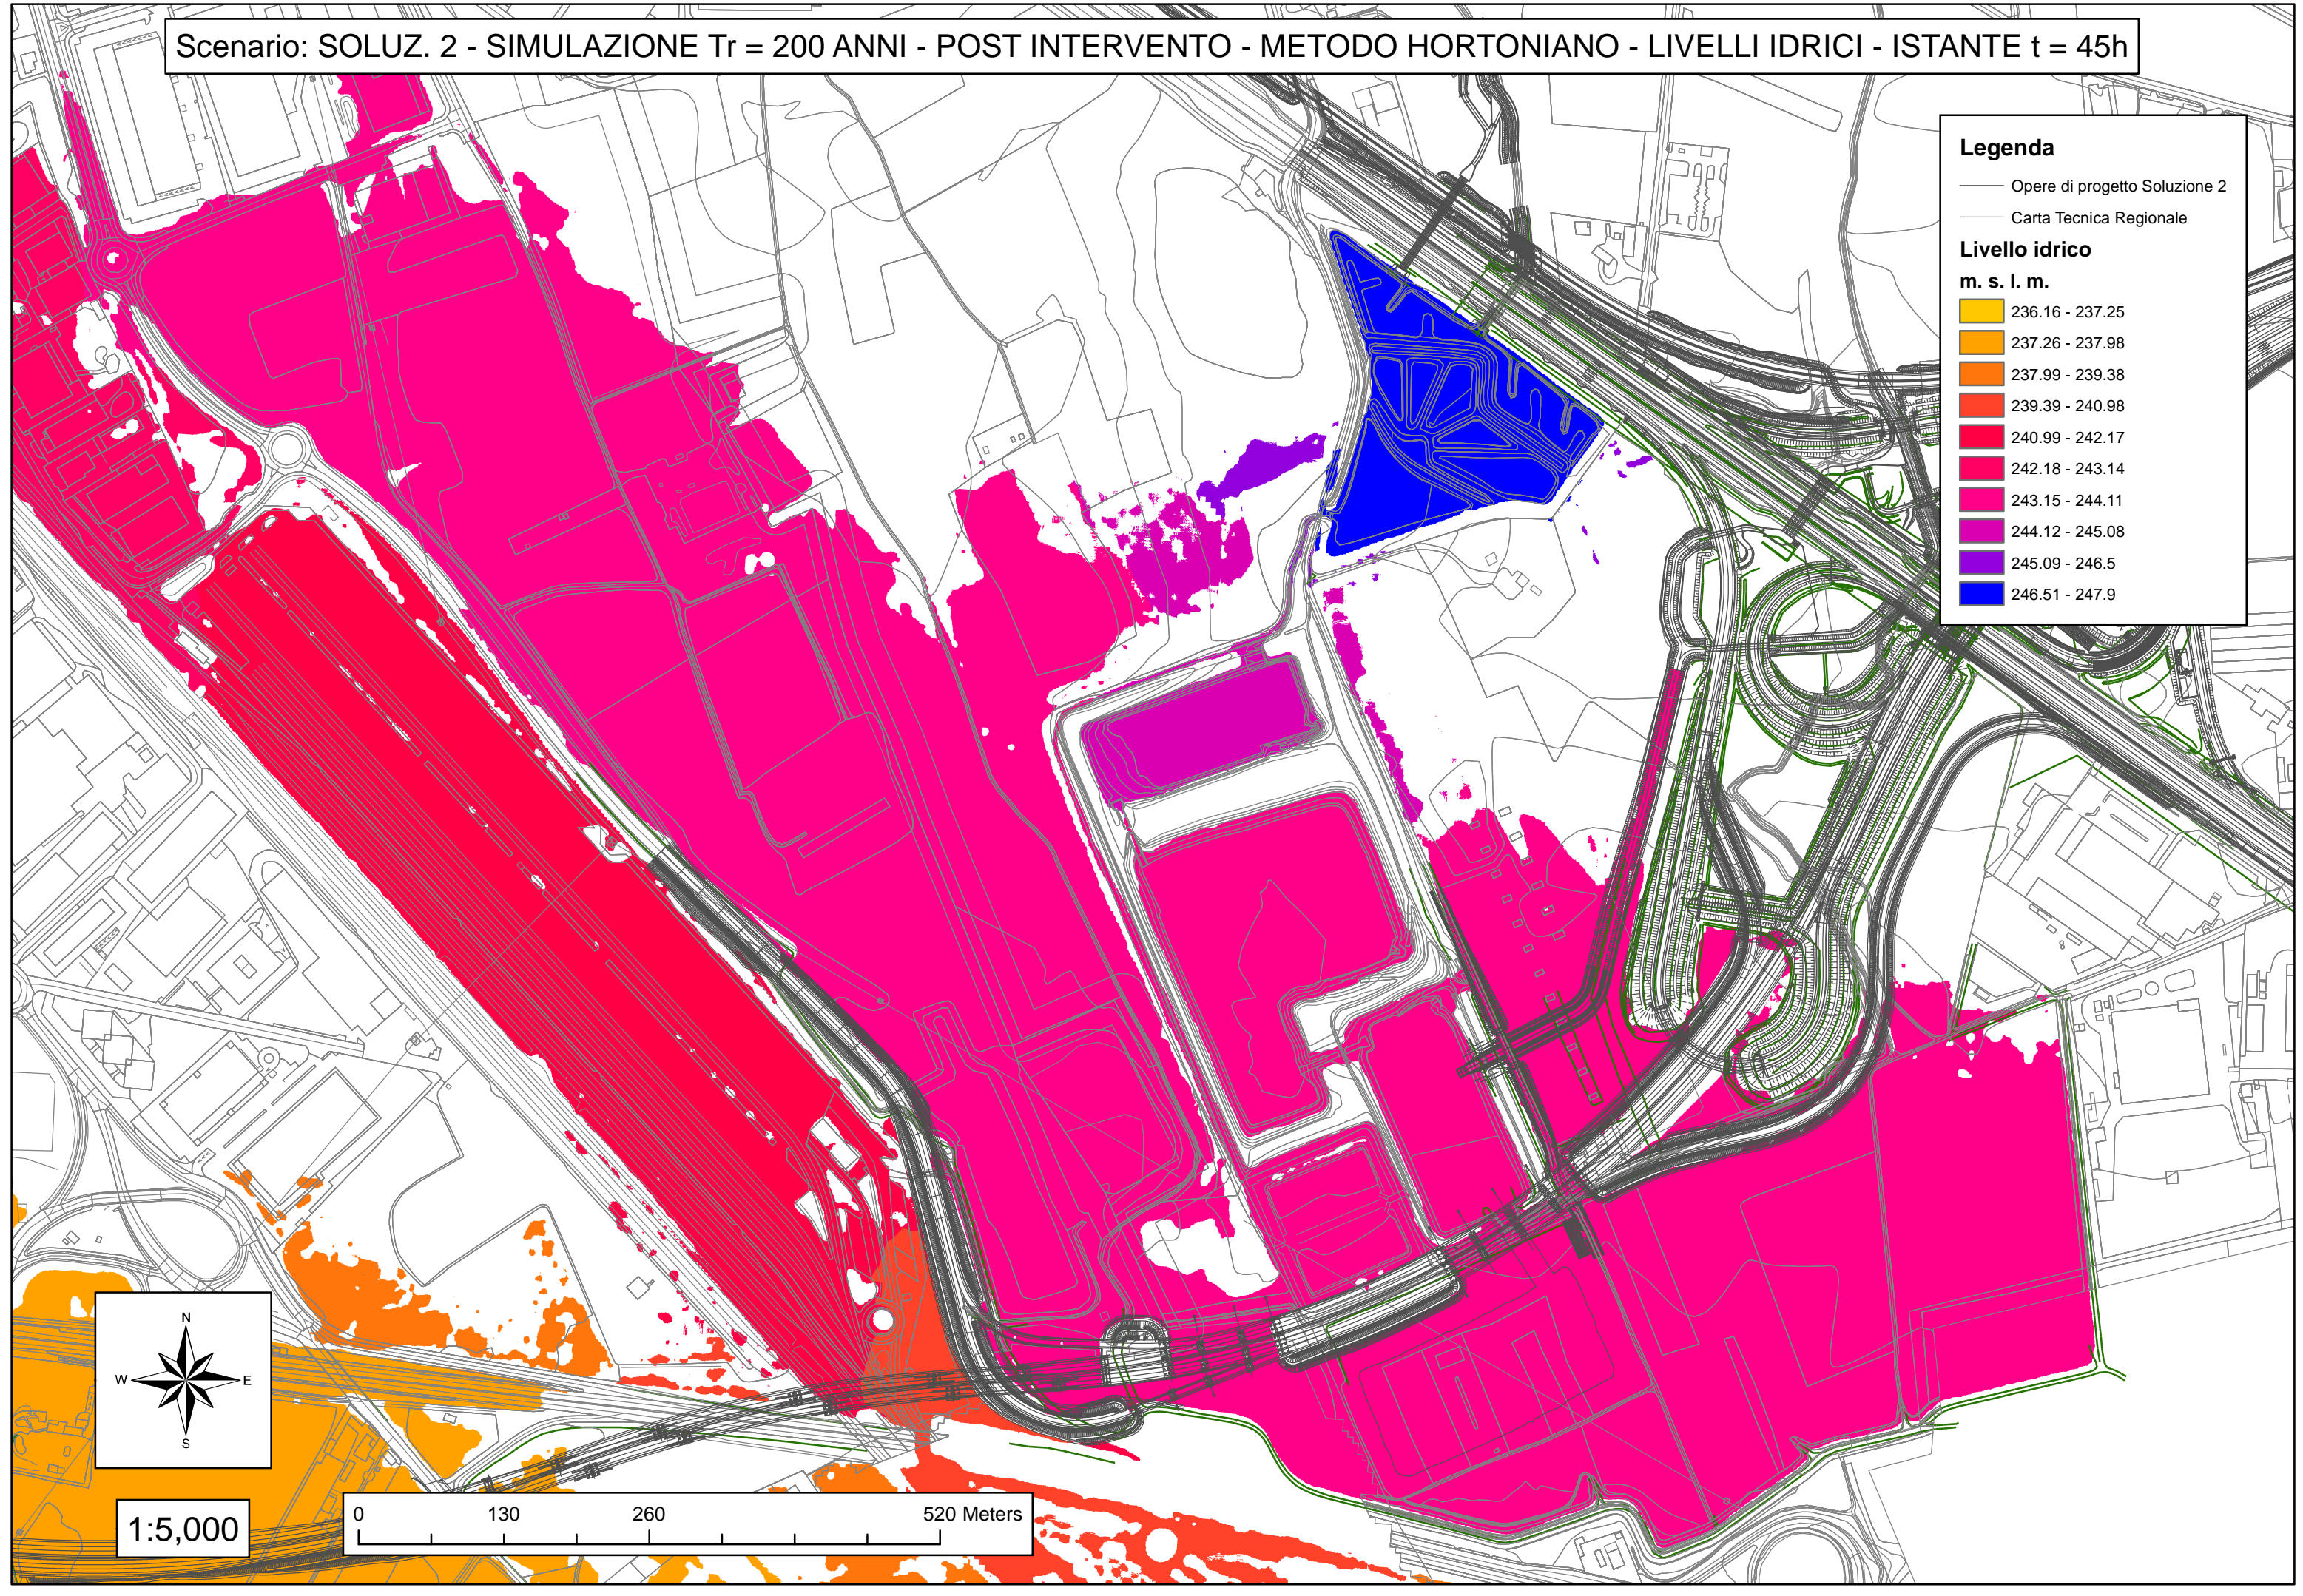 Scenario: SOLUZ. 2 - SIMULAZIONE Tr = 200 ANNI - POST INTERVENTO - METODO HORTONIANO - LIVELLI IDRICI - ISTANTE t = 45h
Legenda
Opere di progetto Soluzione 2
Carta Tecnica Regionale
Livello idrico
m. s. l. m.
236.16 - 237.25
237.26 - 237.98
237.99 - 239.38
239.39 - 240.98
240.99 - 242.17
242.18 - 243.14
243.15 - 244.11
244.12 - 245.08
245.09 - 246.5
246.51 - 247.9
N
W E
S
1:5,000
0 130 260 520 Meters